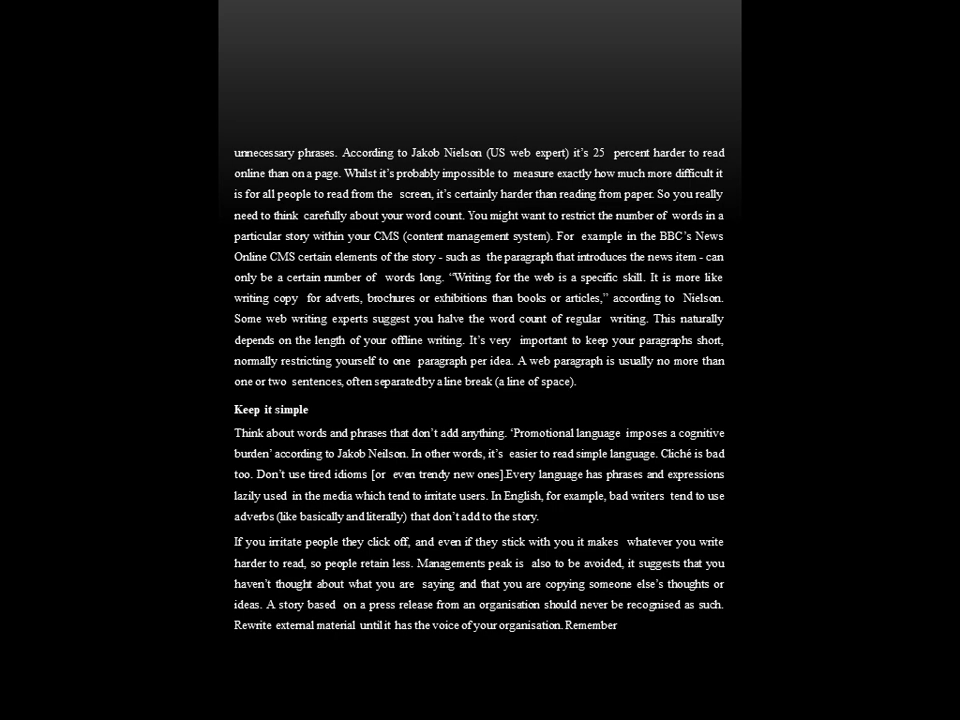 unnecessary phrases. According to Jakob Nielson (US web expert) it’s 25 percent harder to read
online than on a page. Whilst it’s probably impossible to measure exactly how much more difficult it
is for all people to read from the screen, it’s certainly harder than reading from paper. So you really
need to think carefully about your word count. You might want to restrict the number of words in a
particular story within your CMS (content management system). For example in the BBC’s News
Online CMS certain elements of the story - such as the paragraph that introduces the news item - can
only be a certain number of words long. “Writing for the web is a specific skill. It is more like
writing copy for adverts, brochures or exhibitions than books or articles,” according to Nielson.
Some web writing experts suggest you halve the word count of regular writing. This naturally
depends on the length of your offline writing. It’s very important to keep your paragraphs short,
normally restricting yourself to one paragraph per idea. A web paragraph is usually no more than
one or two sentences, often separated by a line break (a line of space).
Keep it simple
Think about words and phrases that don’t add anything. ‘Promotional language imposes a cognitive
burden’ according to Jakob Neilson. In other words, it’s easier to read simple language. Cliché is bad
too. Don’t use tired idioms [or even trendy new ones].Every language has phrases and expressions
lazily used in the media which tend to irritate users. In English, for example, bad writers tend to use
adverbs (like basically and literally) that don’t add to the story.
If you irritate people they click off, and even if they stick with you it makes whatever you write
harder to read, so people retain less. Managements peak is also to be avoided, it suggests that you
haven’t thought about what you are saying and that you are copying someone else’s thoughts or
ideas. A story based on a press release from an organisation should never be recognised as such.
Rewrite external material until it has the voice of your organisation. Remember